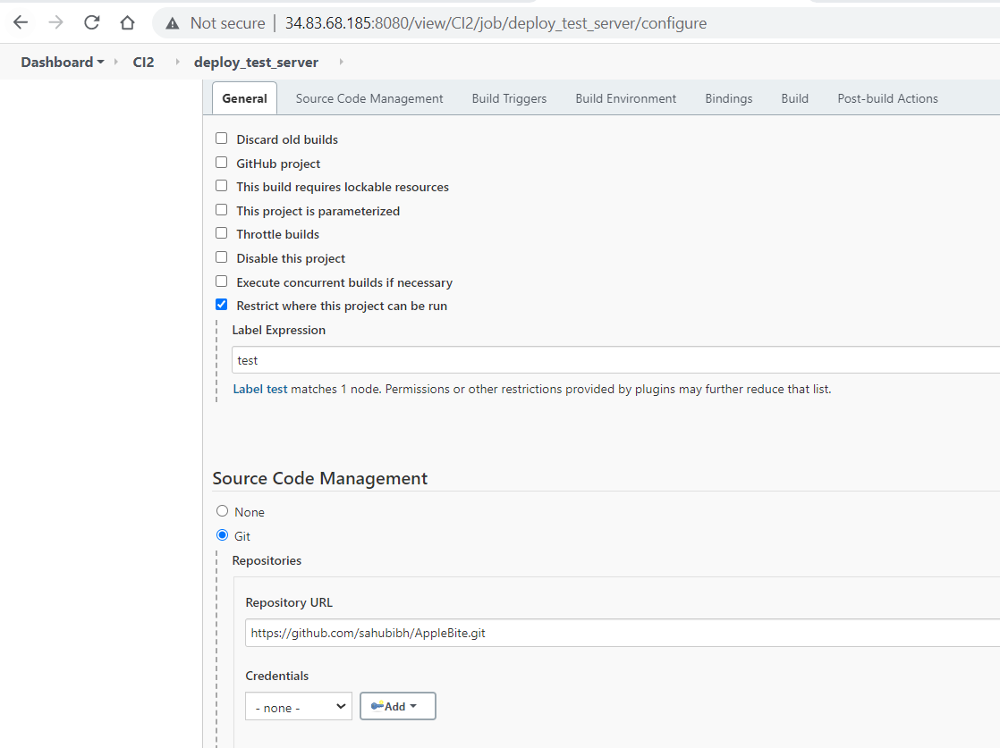 Not secure | 34.83.68.185:8080/view/CI2/job/deploy_test_server/configure
Dashboard CI2 deploy_test_server
General Source Code Management Build Triggers Build Environment Bindings Build Post-build Actions
Discard old builds
GitHub project
This build requires lockable resources
This project is parameterized
Throttle builds
Disable this project
Execute concurrent builds if necessary
Restrict where this project can be run
Label Expression
test
Label test matches 1 node. Permissions or other restrictions provided by plugins may further reduce that list.
Source Code Management
None
Git
Repositories
Repository URL
https://github.com/sahubibh/AppleBite.git
Credentials
- none - Add